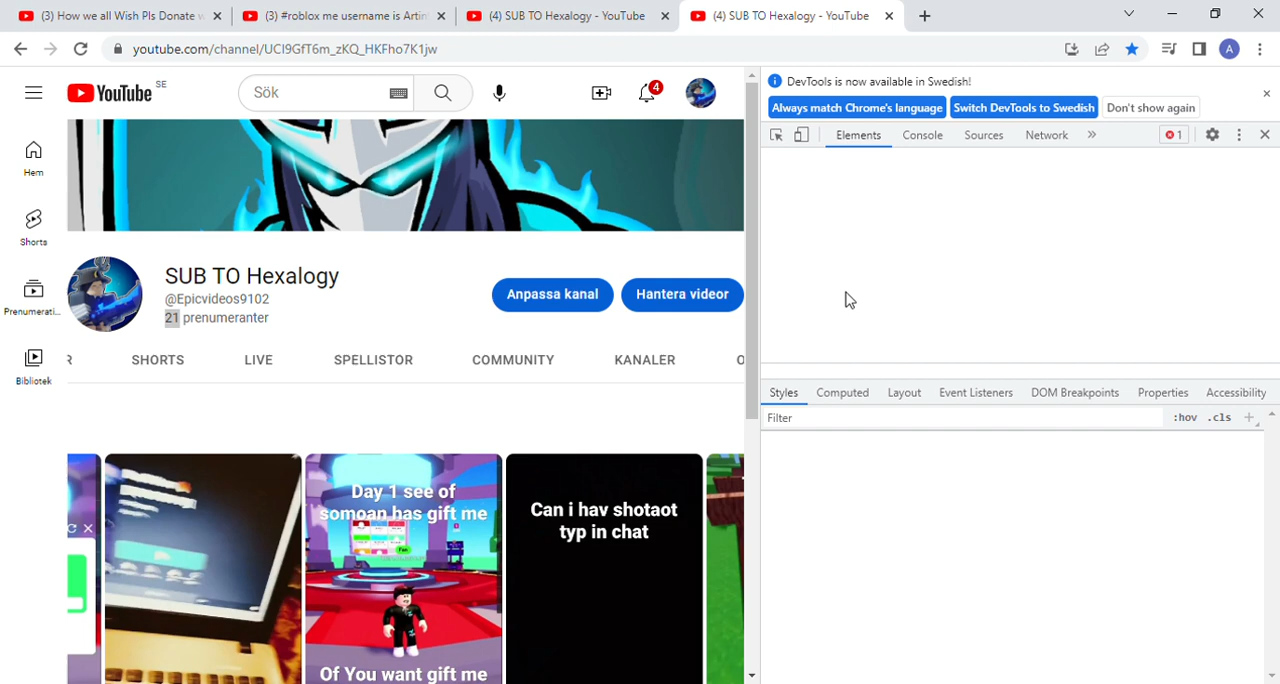 (3) How we all Wish Pls Donate w
(3) #roblox me username is Artin
(4) SUB TO Hexalogy - YouTube
(4) SUB TO Hexalogy - YouTube
youtube.com/channel/UCI9GfT6m_zKQ_HKFho7K1jw
A
YouTube SE
Sök
4
Hem
Shorts
Prenumerati...
Bibliotek
SUB TO Hexalogy
@Epicvideos9102
21 prenumeranter
Anpassa kanal
Hantera videor
R
SHORTS
LIVE
SPELLISTOR
COMMUNITY
KANALER
O
Day 1 see of
somoan has gift me
Fan
Of You want gift me
Can i hav shotaot
typ in chat
DevTools is now available in Swedish!
Always match Chrome's language
Switch DevTools to Swedish
Don't show again
Elements
Console
Sources
Network
»
1
Styles
Computed
Layout
Event Listeners
DOM Breakpoints
Properties
Accessibility
Filter
:hov
.cls